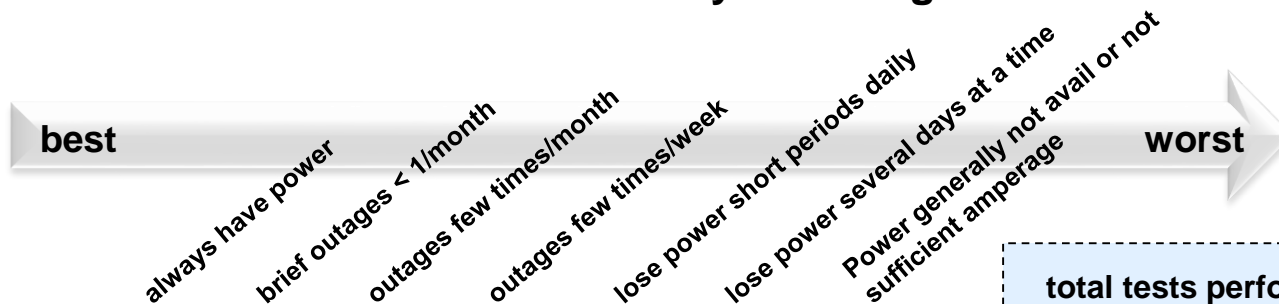 best
worst
always have power
brief outages < 1/month
outages few times/month
outages few times/week
lose power short periods daily
lose power several days at a time
Power generally not avail or not
sufficient amperage
total tests